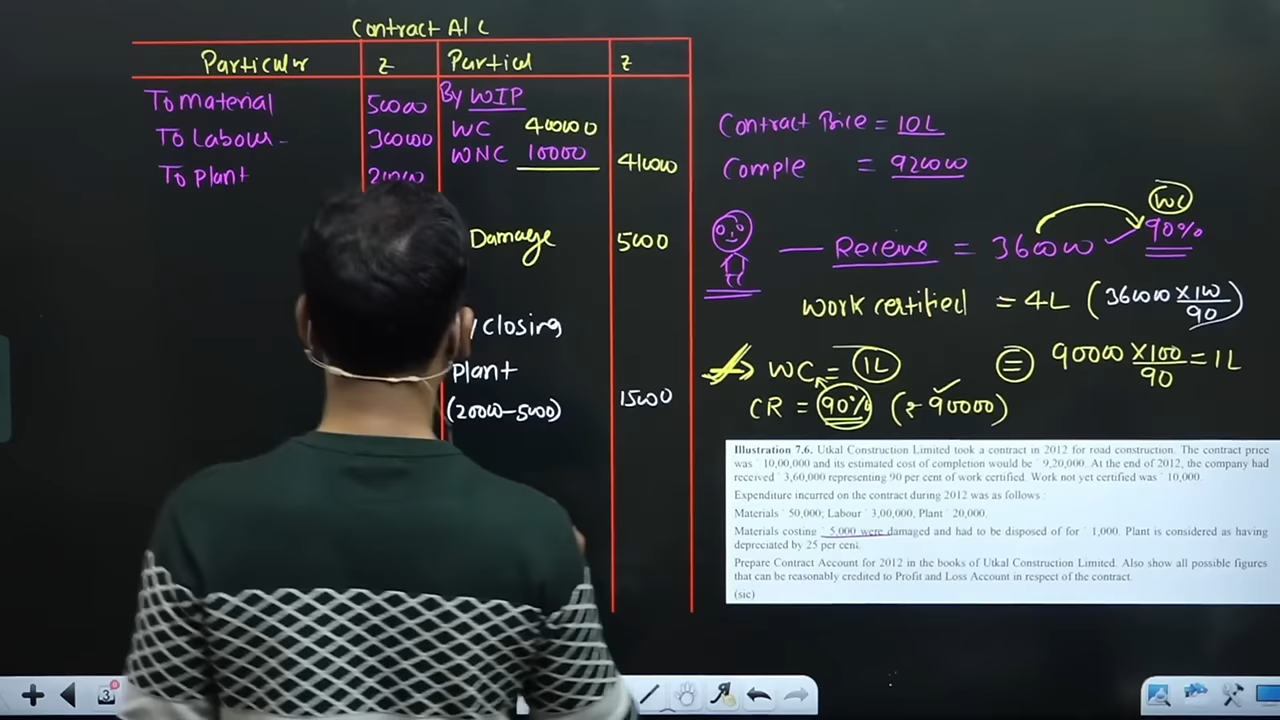 Contract A/C
Particular z Particul z
To material 50000 By WIP
WC 400000
To Labour - 300000
WNC 10000 410000
To plant
Damage 5000
closing
plant
(20000-5000) 15000
Contract Price = 10L
Comple = 920000
WC
Receive = 360000 90%
Work certified = 4L (360000 × 100/90)
WC = 1L = 90000 × 100/90 = 1L
CR = 90% (₹ 90000)
Illustration 7.6. Utkal Construction Limited took a contract in 2012 for road construction. The contract price
was ` 10,00,000 and its estimated cost of completion would be ` 9,20,000. At the end of 2012, the company had
received ` 3,60,000 representing 90 per cent of work certified. Work not yet certified was ` 10,000.
Expenditure incurred on the contract during 2012 was as follows :
Materials ` 50,000; Labour ` 3,00,000, Plant ` 20,000.
Materials costing ` 5,000 were damaged and had to be disposed of for ` 1,000. Plant is considered as having
depreciated by 25 per cent.
Prepare Contract Account for 2012 in the books of Utkal Construction Limited. Also show all possible figures
that can be reasonably credited to Profit and Loss Account in respect of the contract.
(sic)
3